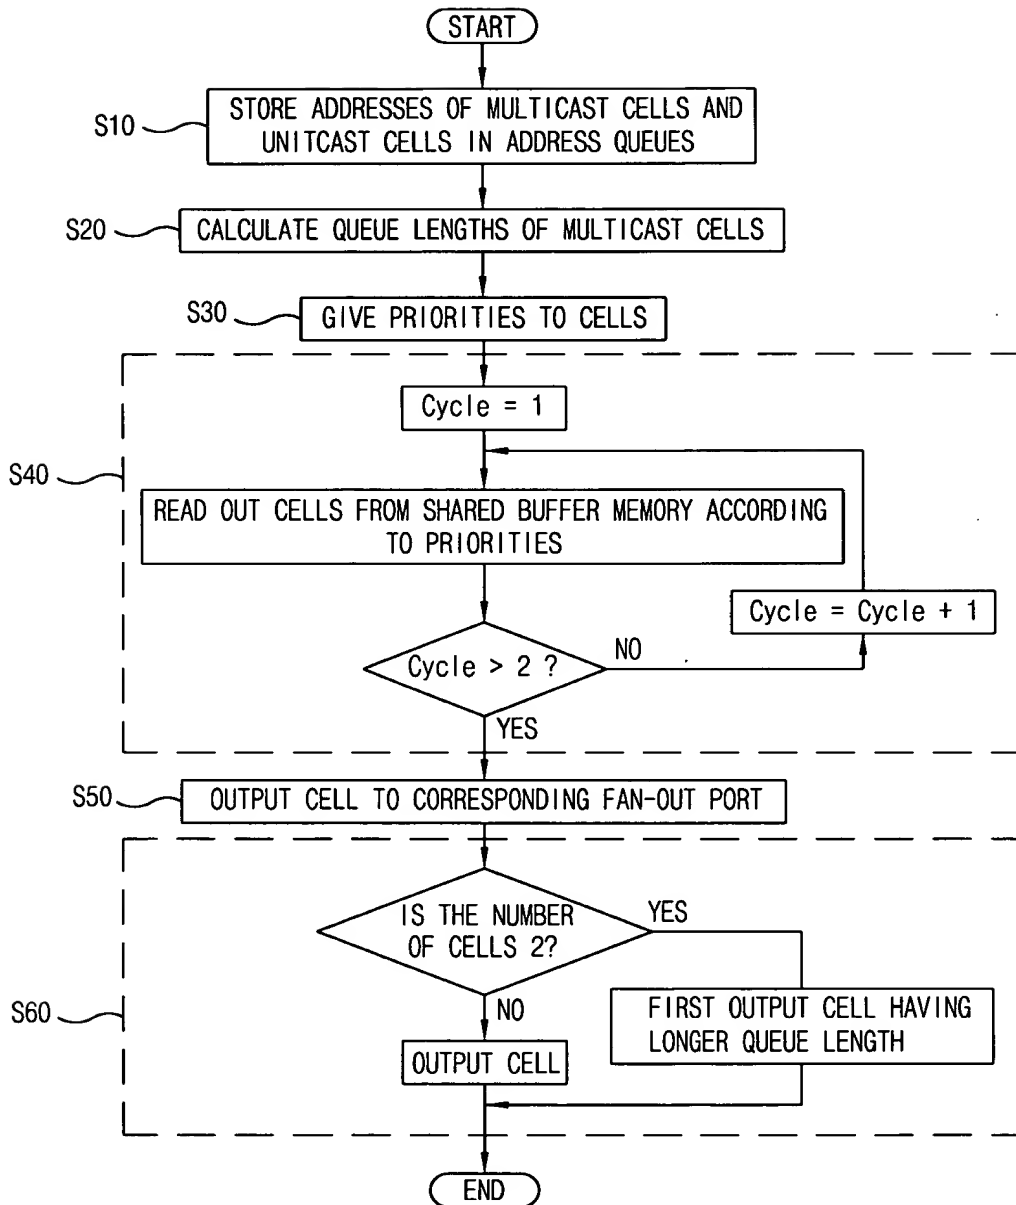 START
S10
STORE ADDRESSES OF MULTICAST CELLS AND
UNITCAST CELLS IN ADDRESS QUEUES
S20
CALCULATE QUEUE LENGTHS OF MULTICAST CELLS
S30
GIVE PRIORITIES TO CELLS
Cycle = 1
S40
READ OUT CELLS FROM SHARED BUFFER MEMORY ACCORDING
TO PRIORITIES
Cycle = Cycle + 1
Cycle > 2 ?
NO
YES
S50
OUTPUT CELL TO CORRESPONDING FAN-OUT PORT
IS THE NUMBER
OF CELLS 2?
YES
S60
NO
FIRST OUTPUT CELL HAVING
LONGER QUEUE LENGTH
OUTPUT CELL
END